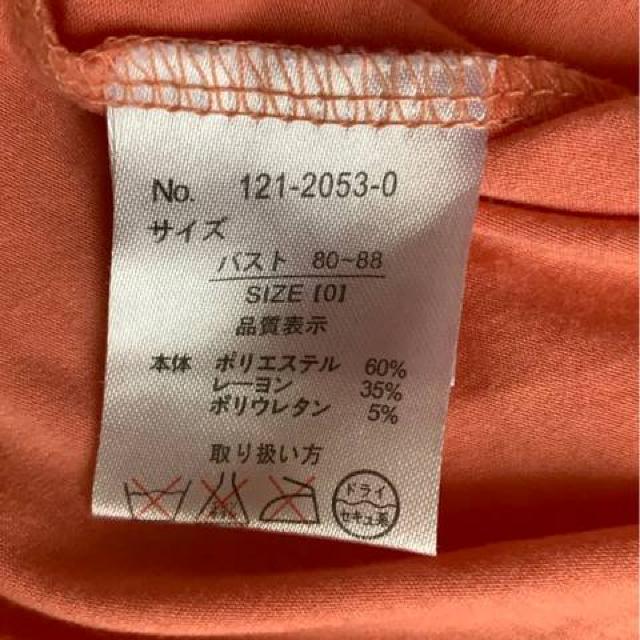 No. 121-2053-0
サイズ
バスト 80~88
SIZE [0]
品質表示
本体 ポリエステル 60%
レーヨン 35%
ポリウレタン 5%
取り扱い方
ドライ
セキユ系